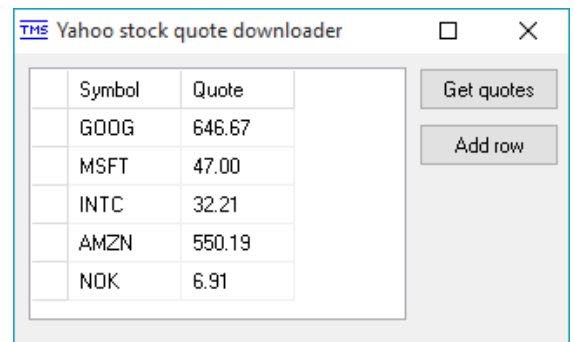 TMS Yahoo stock quote downloader
Symbol Quote Get quotes
GOOG 646.67
MSFT 47.00 Add row
INTC 32.21
AMZN 550.19
NOK 6.91